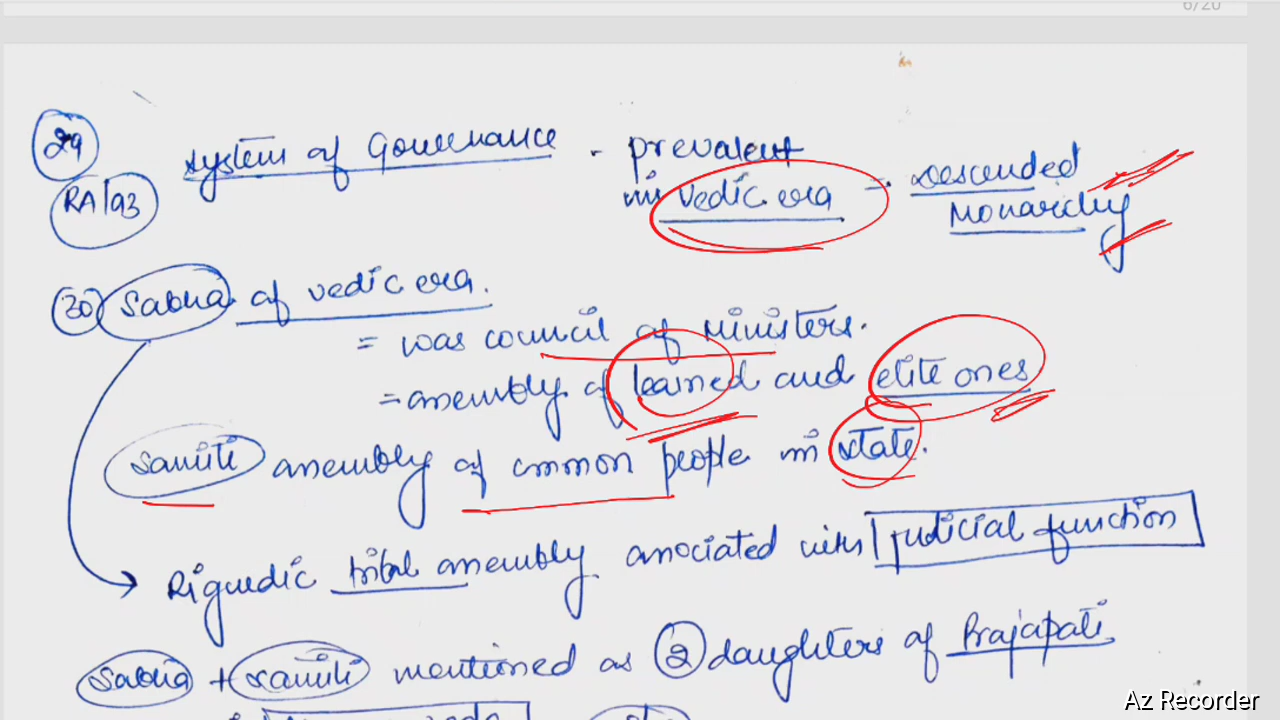 6/20
29 System of Governance - prevalent
RA/93 in vedic era - Descended
Monarchy
30 Sabha of vedic era.
= was council of Ministers.
= assembly of learned and elite ones
Samiti assembly of common people in state.
→ Rigvedic tribal assembly associated with judicial function
Sabha + Samiti mentioned as 2 daughters of Prajapati
Az Recorder